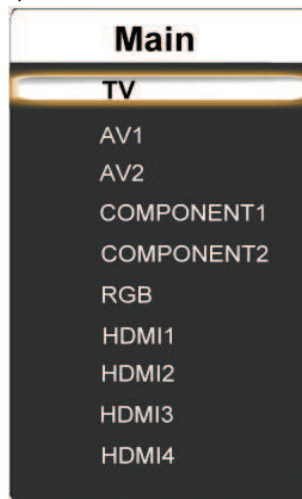 Main
TV
AV1
AV2
COMPONENT1
COMPONENT2
RGB
HDMI1
HDMI2
HDMI3
HDMI4